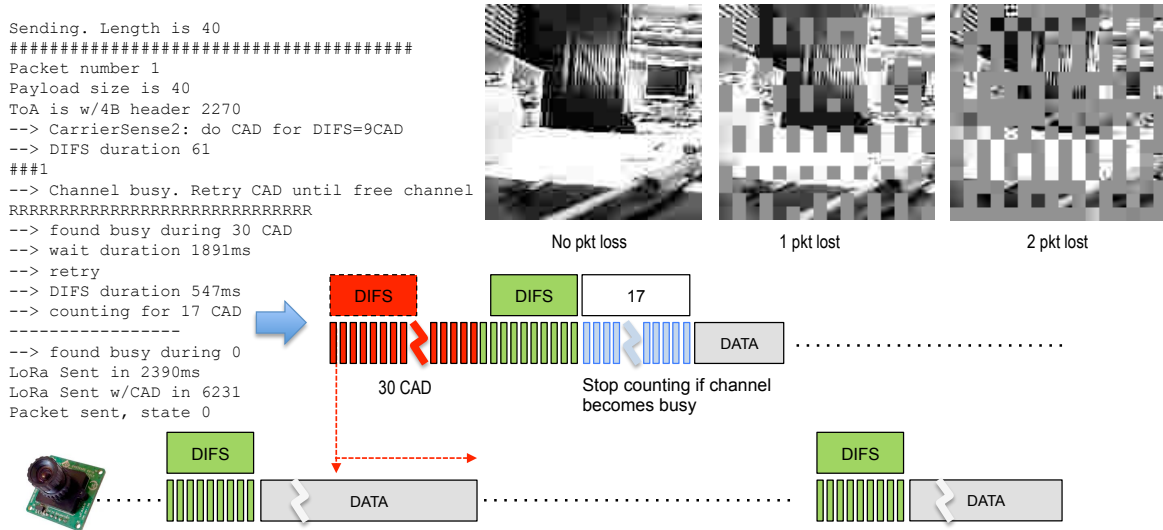 Sending. Length is 40
########################################
Packet number 1
Payload size is 40
ToA is w/4B header 2270
--> CarrierSense2: do CAD for DIFS=9CAD
--> DIFS duration 61
###1
--> Channel busy. Retry CAD until free channel
RRRRRRRRRRRRRRRRRRRRRRRRRRRRRR
--> found busy during 30 CAD
--> wait duration 1891ms
--> retry
--> DIFS duration 547ms
--> counting for 17 CAD
-----------------
--> found busy during 0
LoRa Sent in 2390ms
LoRa Sent w/CAD in 6231
Packet sent, state 0
No pkt loss
1 pkt lost
2 pkt lost
DIFS
DIFS
17
DATA
30 CAD
Stop counting if channel
becomes busy
DIFS
DATA
DIFS
DATA